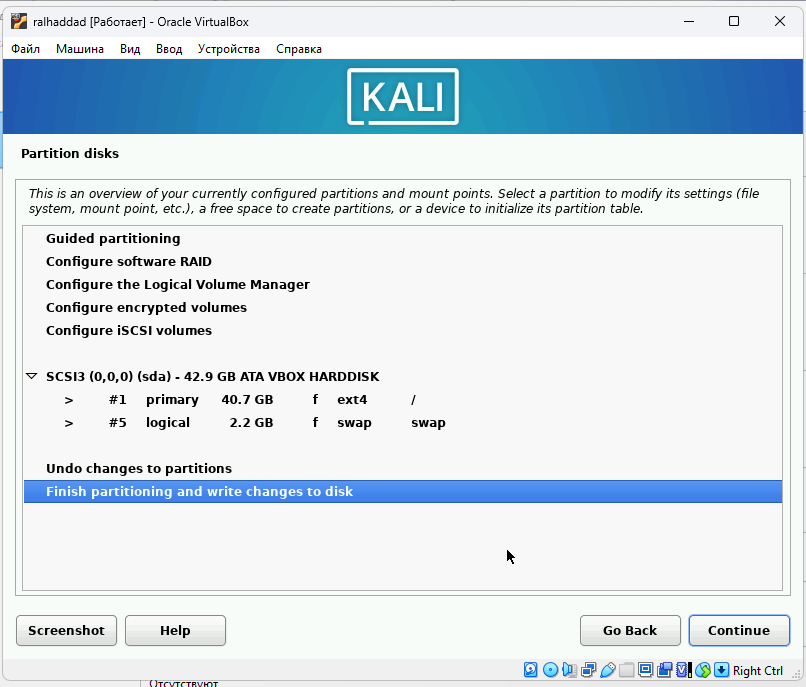 ralhaddad [Работает] - Oracle VirtualBox
Файл Машина Вид Ввод Устройства Справка
KALI
Partition disks
This is an overview of your currently configured partitions and mount points. Select a partition to modify its settings (file
system, mount point, etc.), a free space to create partitions, or a device to initialize its partition table.
Guided partitioning
Configure software RAID
Configure the Logical Volume Manager
Configure encrypted volumes
Configure iSCSI volumes
SCSI3 (0,0,0) (sda) - 42.9 GB ATA VBOX HARDDISK
> #1 primary 40.7 GB f ext4 /
> #5 logical 2.2 GB f swap swap
Undo changes to partitions
Finish partitioning and write changes to disk
Screenshot Help Go Back Continue
Right Ctrl
Отсутствуют